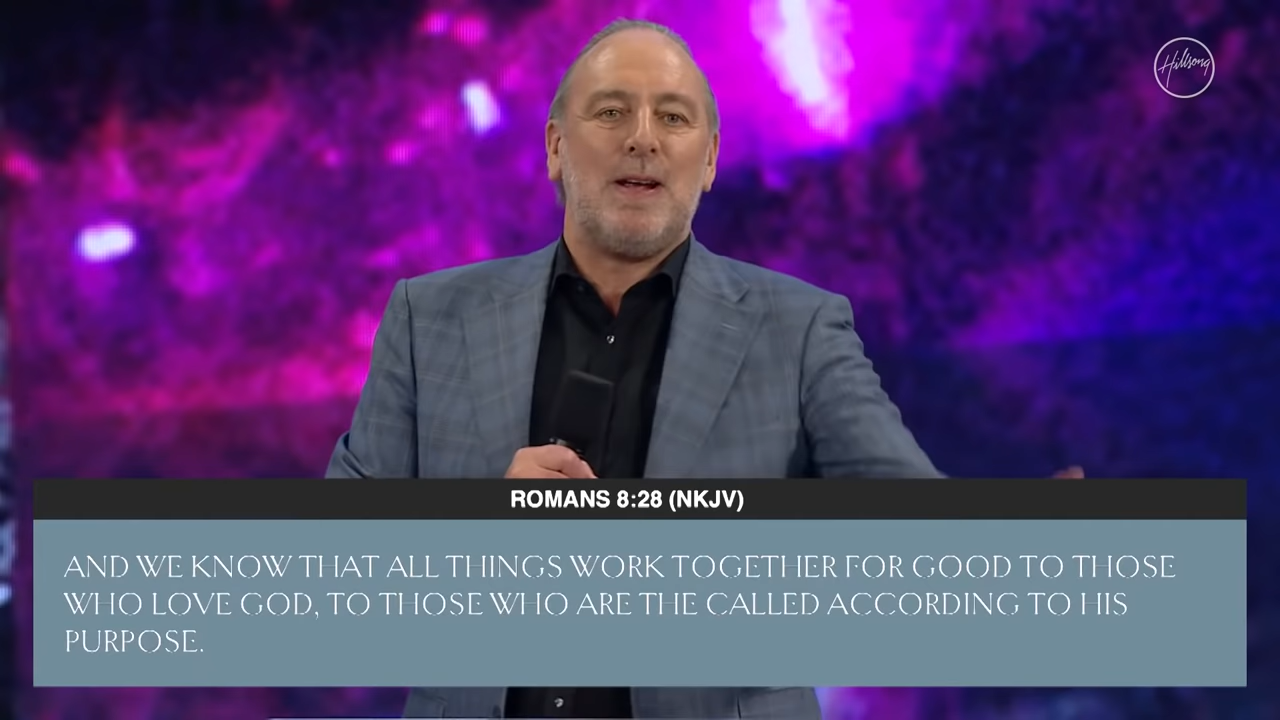 Hillsong
ROMANS 8:28 (NKJV)
AND WE KNOW THAT ALL THINGS WORK TOGETHER FOR GOOD TO THOSE
WHO LOVE GOD, TO THOSE WHO ARE THE CALLED ACCORDING TO HIS
PURPOSE.